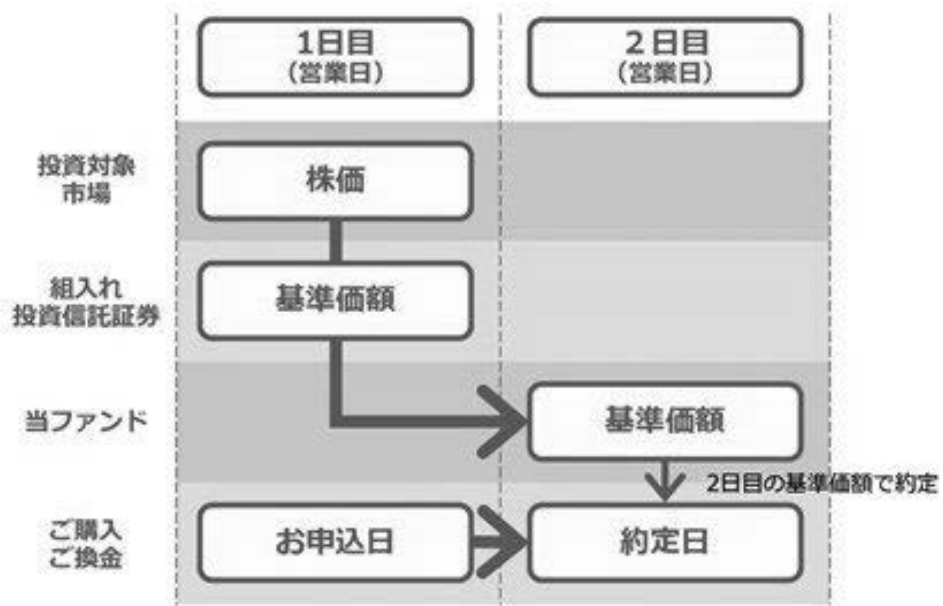 1日目
(営業日)
2日目
(営業日)
投資対象
市場
株価
組入れ
投資信託証券
基準価額
当ファンド
基準価額
2日目の基準価額で約定
ご購入
ご換金
お申込日
約定日